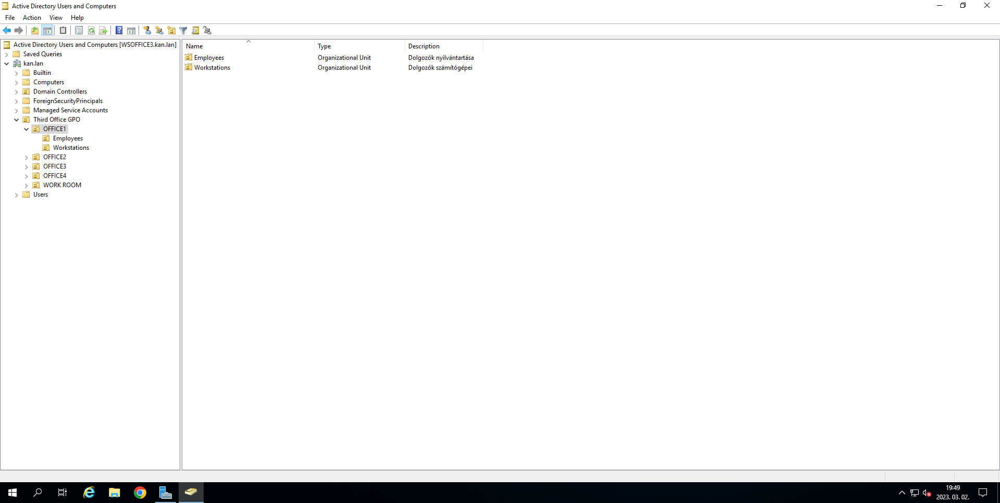 Active Directory Users and Computers
File Action View Help
Active Directory Users and Computers [WSOFFICE3.kan.lan]
Saved Queries
kan.lan
Builtin
Computers
Domain Controllers
ForeignSecurityPrincipals
Managed Service Accounts
Third Office GPO
OFFICE1
Employees
Workstations
OFFICE2
OFFICE3
OFFICE4
WORK ROOM
Users
Name Type Description
Employees Organizational Unit Dolgozók nyilvántartása
Workstations Organizational Unit Dolgozók számítógépei
19:49
2023. 03. 02.